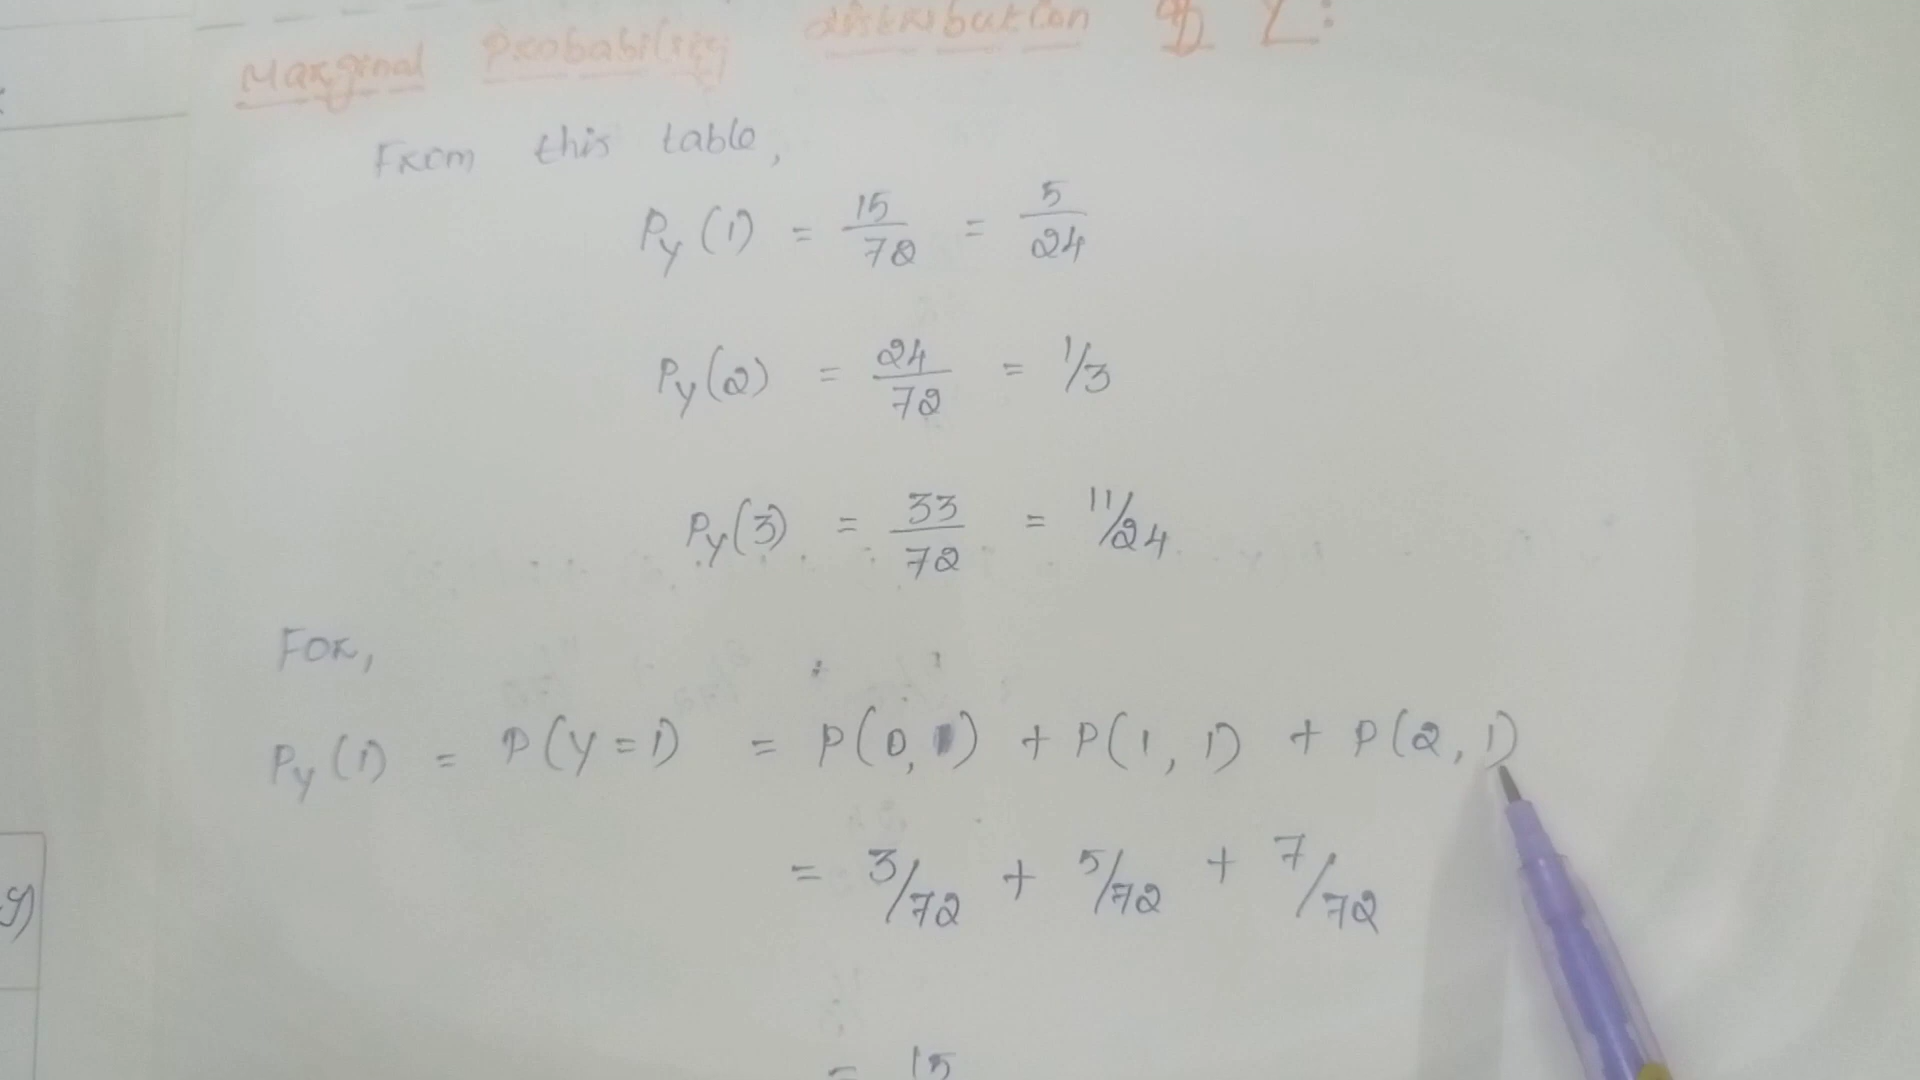 Marginal Probability distribution of Y:
From this table,
Py(1) = 15/72 = 5/24
Py(2) = 24/72 = 1/3
Py(3) = 33/72 = 11/24
For,
Py(1) = P(Y=1) = P(0,1) + P(1,1) + P(2,1)
= 3/72 + 5/72 + 7/72
y)
= 15